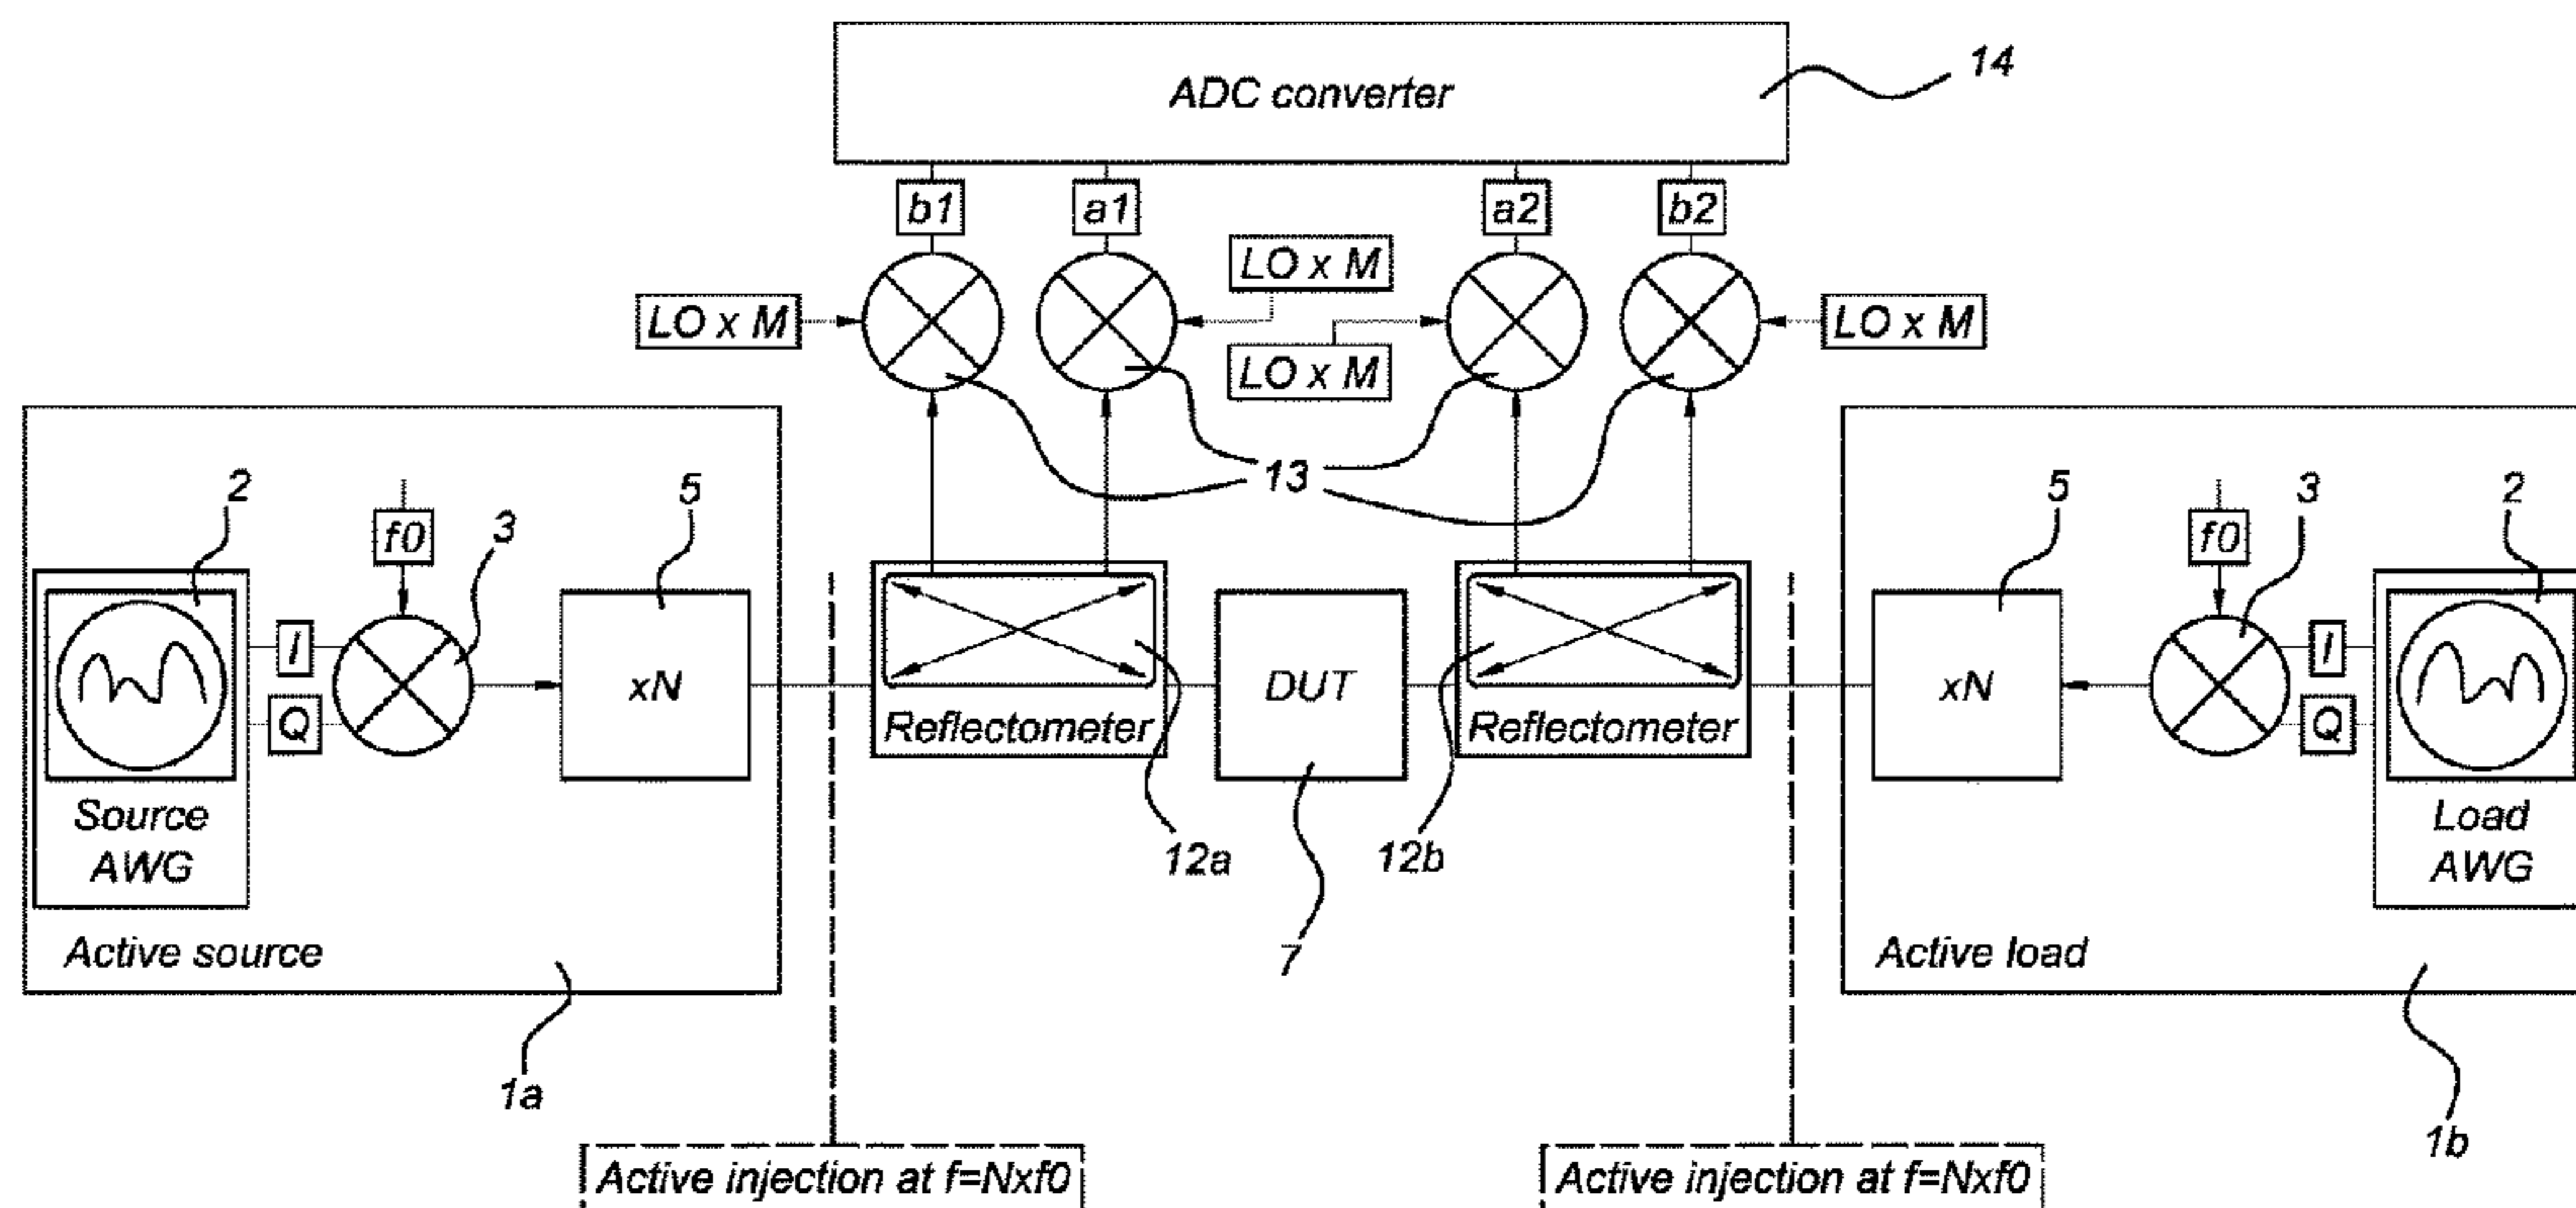 ADC converter
14
b1
a1
a2
b2
LO x M
LO x M
LO x M
LO x M
13
2
f0
3
5
I
Q
xN
Source
AWG
Active source
1a
Reflectometer
12a
DUT
7
Reflectometer
12b
5
f0
3
2
xN
I
Q
Load
AWG
Active load
1b
Active injection at f=Nxf0
Active injection at f=Nxf0